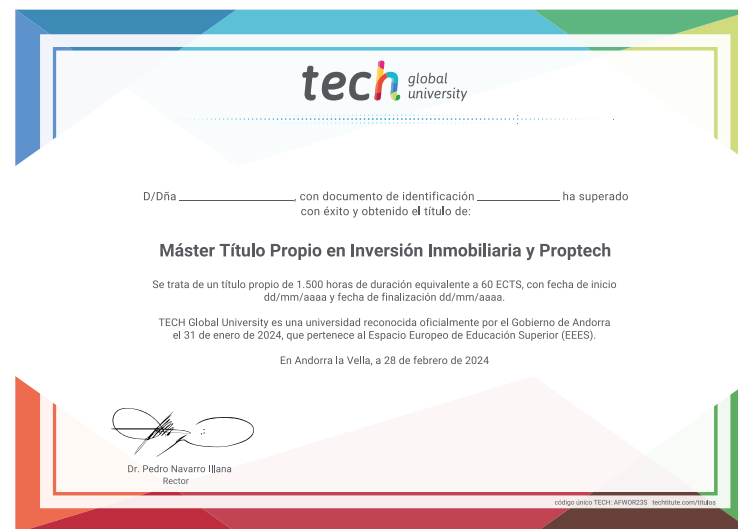 tech global university
D/Dña ____________________, con documento de identificación ______________ ha superado
con éxito y obtenido el título de:
Máster Título Propio en Inversión Inmobiliaria y Proptech
Se trata de un título propio de 1.500 horas de duración equivalente a 60 ECTS, con fecha de inicio
dd/mm/aaaa y fecha de finalización dd/mm/aaaa.
TECH Global University es una universidad reconocida oficialmente por el Gobierno de Andorra
el 31 de enero de 2024, que pertenece al Espacio Europeo de Educación Superior (EEES).
En Andorra la Vella, a 28 de febrero de 2024
Dr. Pedro Navarro Illana
Rector
código único TECH: AFWOR23S techtitute.com/titulos